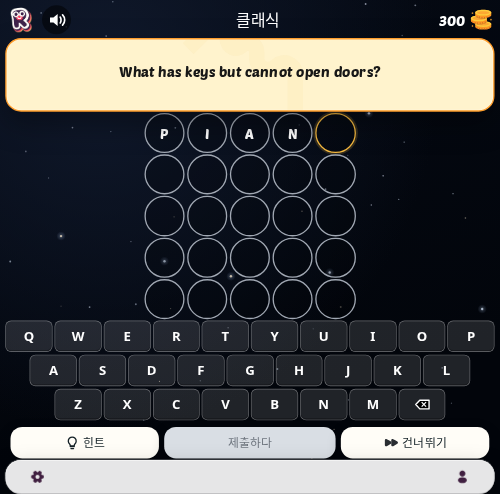 클래식
300
What has keys but cannot open doors?
P I A N
Q W E R T Y U I O P
A S D F G H J K L
Z X C V B N M
힌트 제출하다 건너뛰기